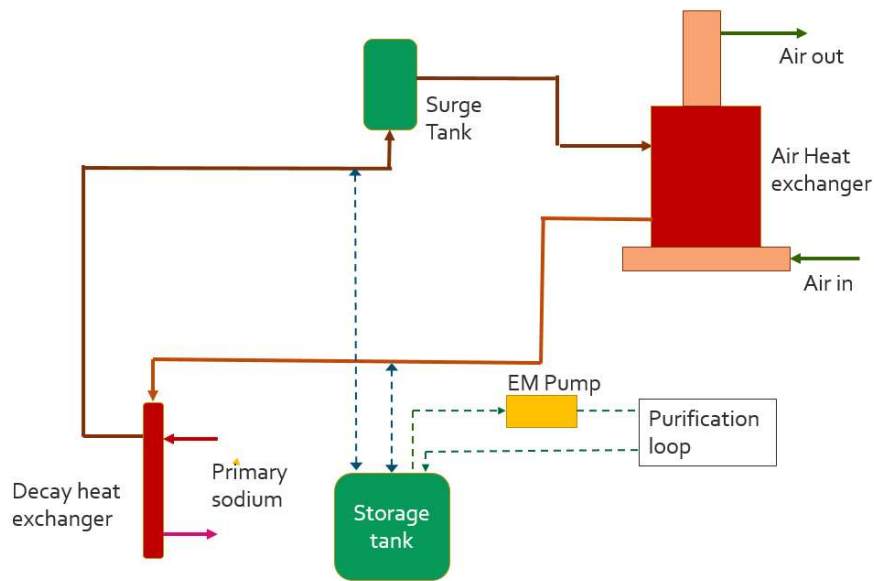 Air out
Surge
Tank
Air Heat
exchanger
Air in
EM Pump
Purification
loop
Primary
sodium
Decay heat
exchanger
Storage
tank